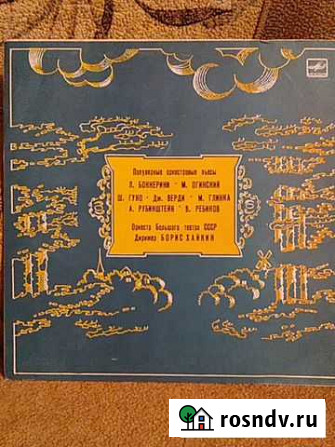 Популярные оркестровые пьесы
Л. БОККЕРИНИ · М. ОГИНСКИЙ
Ш. ГУНО · ДЖ. ВЕРДИ · М. ГЛИНКА
А. РУБИНШТЕЙН · В. РЕБИКОВ
Оркестр Большого театра СССР
Дирижер БОРИС ХАЙКИН
rosndv.ru